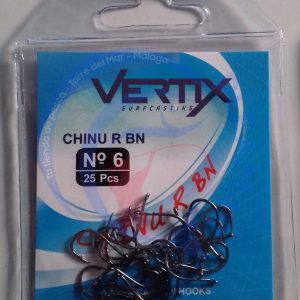 Tu tienda de pesca - Torre del Mar - Málaga
VERTIX
SURFCASTING
CHINU R BN
Nº 6
25 Pcs
CHINU R BN
HOOKS